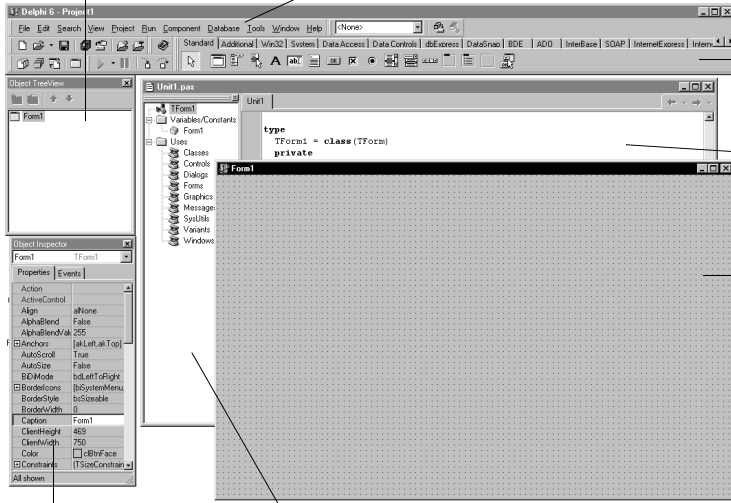 Delphi 6 - Project1
File Edit Search View Project Run Component Database Tools Window Help <None>
Standard Additional Win32 System Data Access Data Controls dbExpress DataSnap BDE ADO InterBase SOAP InternetExpress Intern
Object TreeView
Form1
Unit1.pas
TForm1
Variables/Constants
Form1
Uses
Classes
Controls
Dialogs
Forms
Graphics
Messages
SysUtils
Variants
Windows
Unit1
type
TForm1 = class(TForm)
private
Form1
Object Inspector
Form1 TForm1
Properties Events
Action
ActiveControl
Align alNone
AlphaBlend False
AlphaBlendVal 255
Anchors [akLeft,akTop]
AutoScroll True
AutoSize False
BiDiMode bdLeftToRight
BorderIcons [biSystemMenu,
BorderStyle bsSizeable
BorderWidth 0
Caption Form1
ClientHeight 469
ClientWidth 750
Color clBtnFace
Constraints (TSizeConstrain
All shown